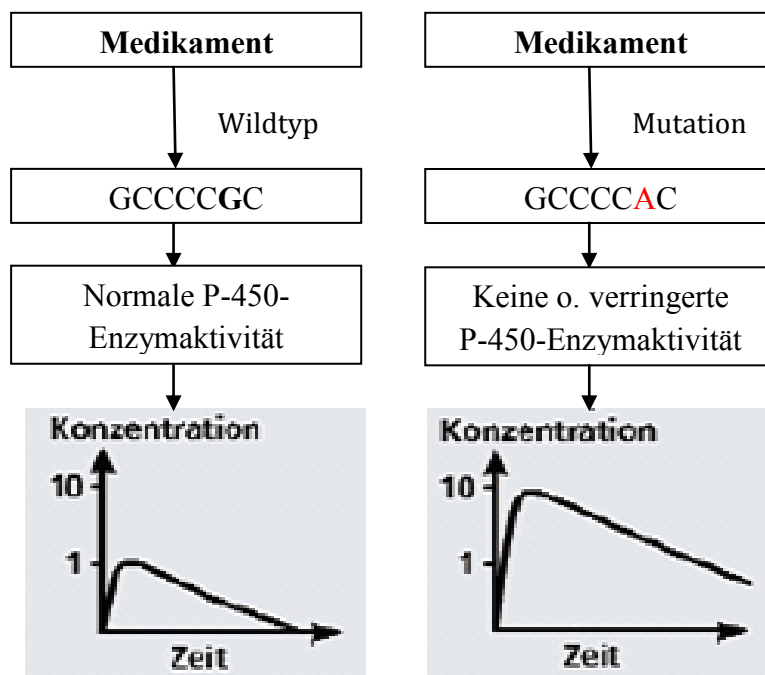 Medikament
Wildtyp
GCCCCGC
Normale P-450-
Enzymaktivität
Konzentration
10
1
Zeit
Medikament
Mutation
GCCCCAC
Keine o. verringerte
P-450-Enzymaktivität
Konzentration
10
1
Zeit